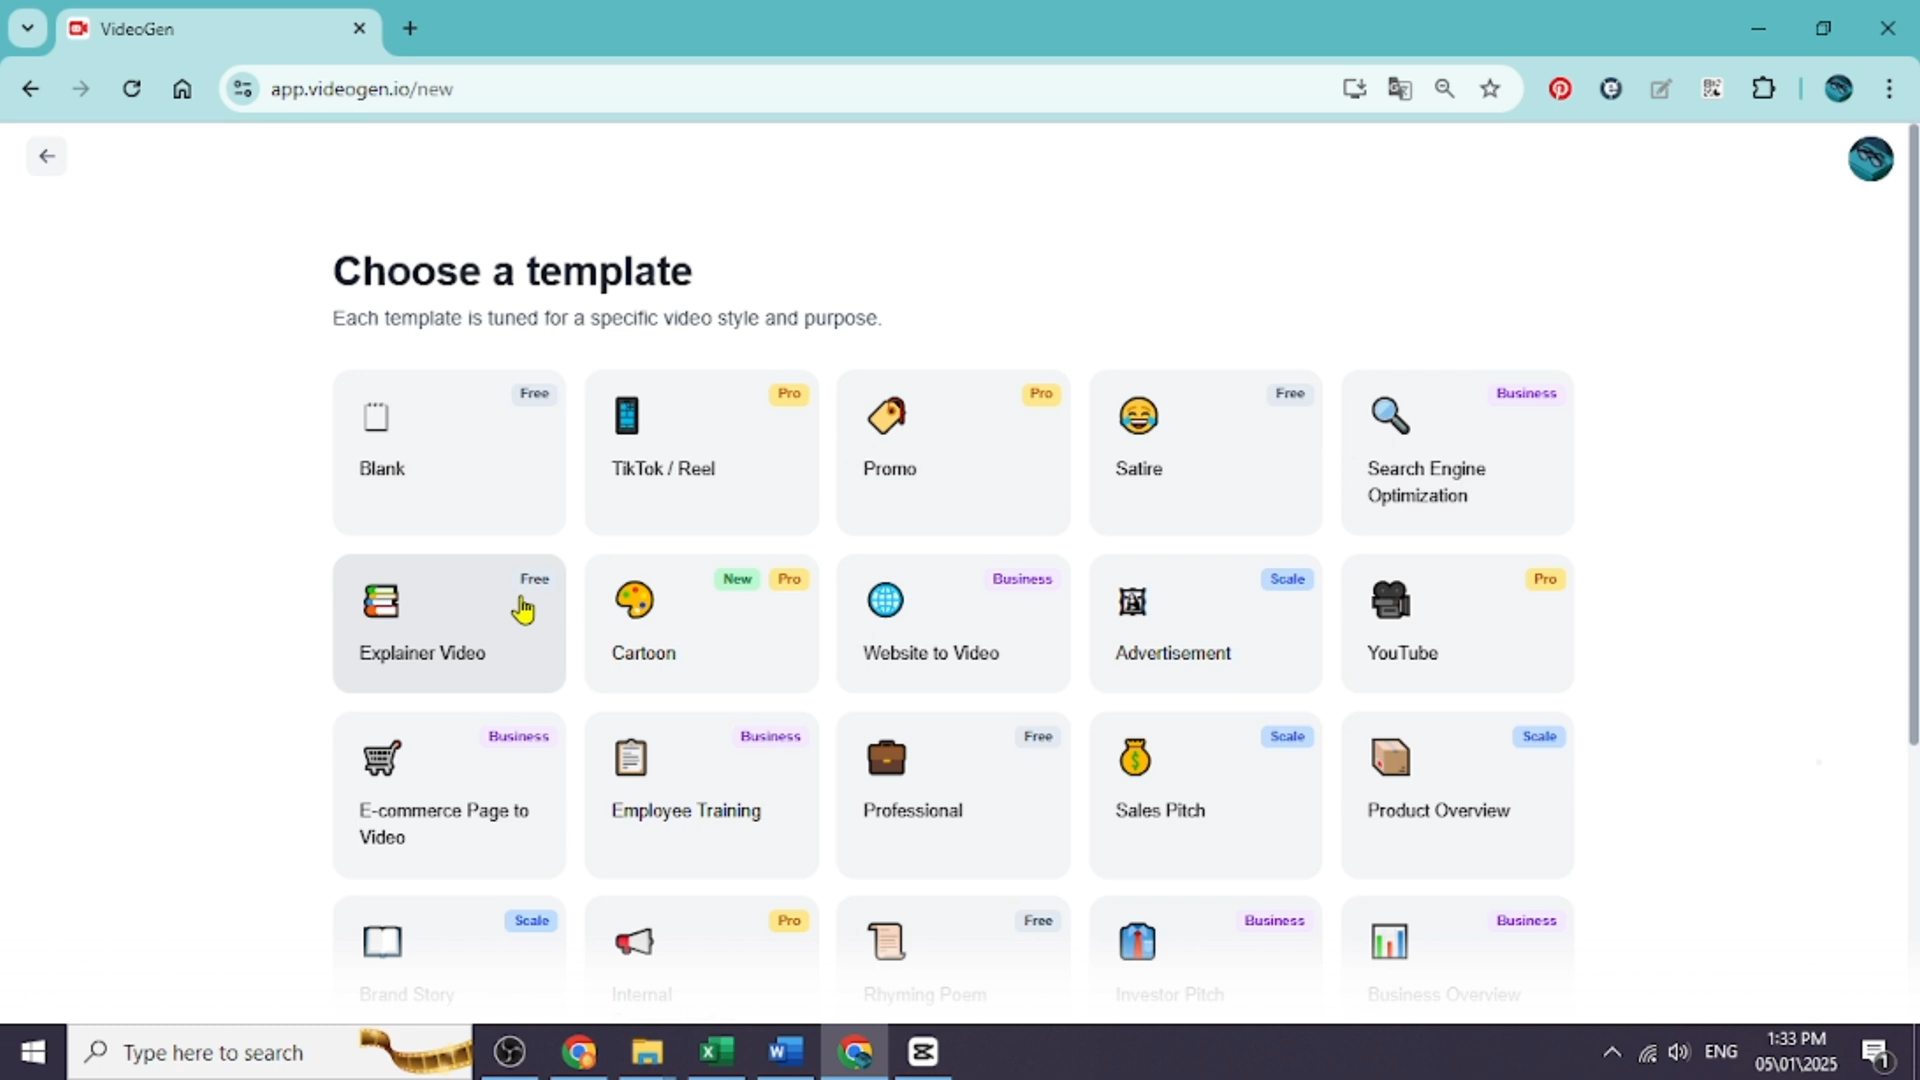 VideoGen
app.videogen.io/new
Choose a template
Each template is tuned for a specific video style and purpose.
Free
Blank
Pro
TikTok / Reel
Pro
Promo
Free
Satire
Business
Search Engine
Optimization
Free
Explainer Video
New Pro
Cartoon
Business
Website to Video
Scale
Advertisement
Pro
YouTube
Business
E-commerce Page to
Video
Business
Employee Training
Free
Professional
Scale
Sales Pitch
Scale
Product Overview
Scale
Brand Story
Pro
Internal
Free
Rhyming Poem
Business
Investor Pitch
Business
Business Overview
Type here to search
ENG
1:33 PM
05\01\2025
1